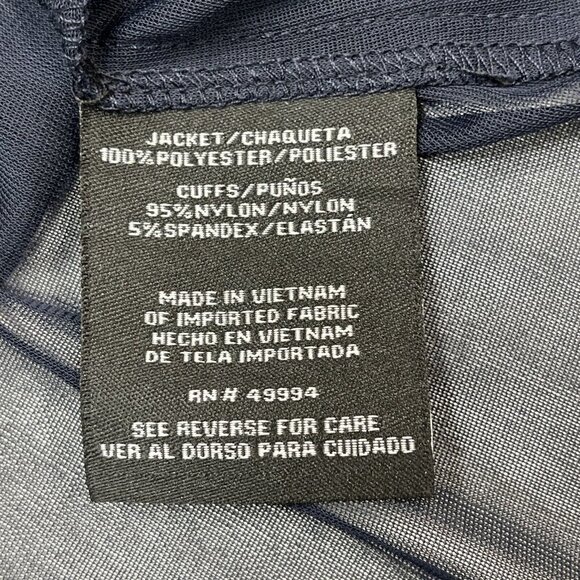 JACKET/CHAQUETA
100%POLYESTER/POLIESTER
CUFFS/PUÑOS
95%NYLON/NYLON
5%SPANDEX/ELASTÁN
MADE IN VIETNAM
OF IMPORTED FABRIC
HECHO EN VIETNAM
DE TELA IMPORTADA
RN# 49994
SEE REVERSE FOR CARE
VER AL DORSO PARA CUIDADO